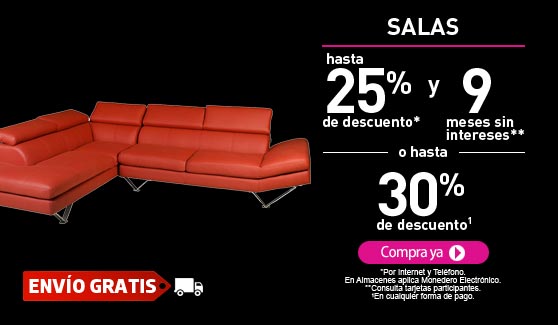 SALAS
hasta
25% y 9
de descuento* meses sin
intereses**
o hasta
30%
de descuento¹
Compra ya
ENVÍO GRATIS
*Por Internet y Teléfono.
En Almacenes aplica Monedero Electrónico.
**Consulta tarjetas participantes.
¹En cualquier forma de pago.